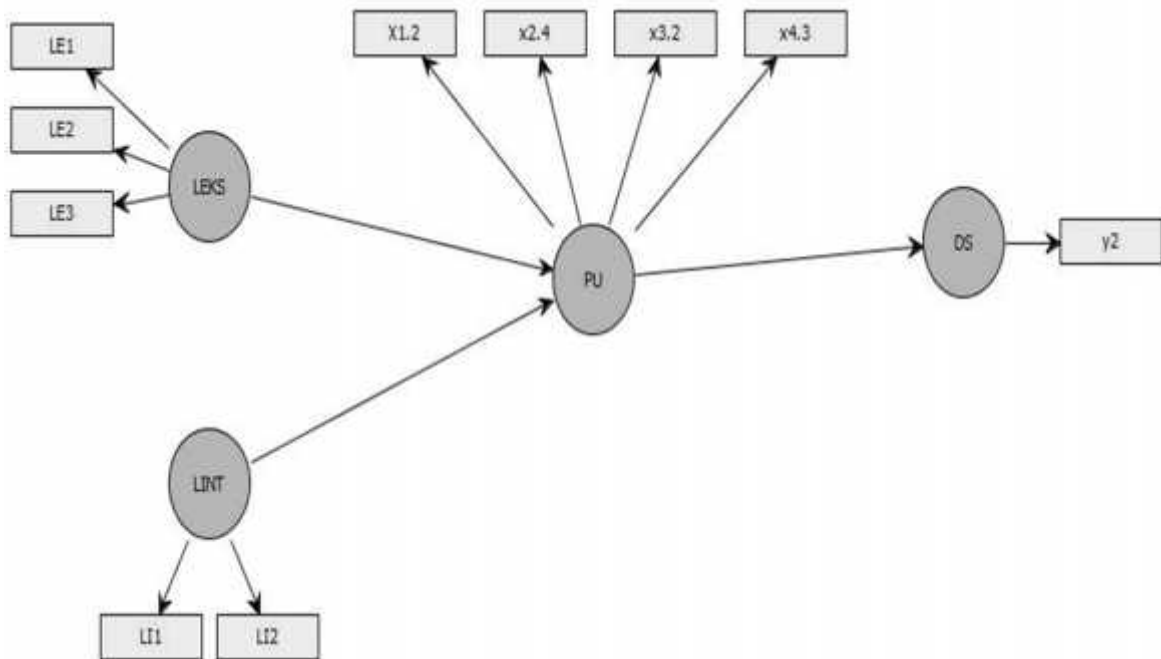 LE1
LE2
LE3
LEKS
X1.2
x2.4
x3.2
x4.3
PU
DS
y2
LINT
LI1
LI2